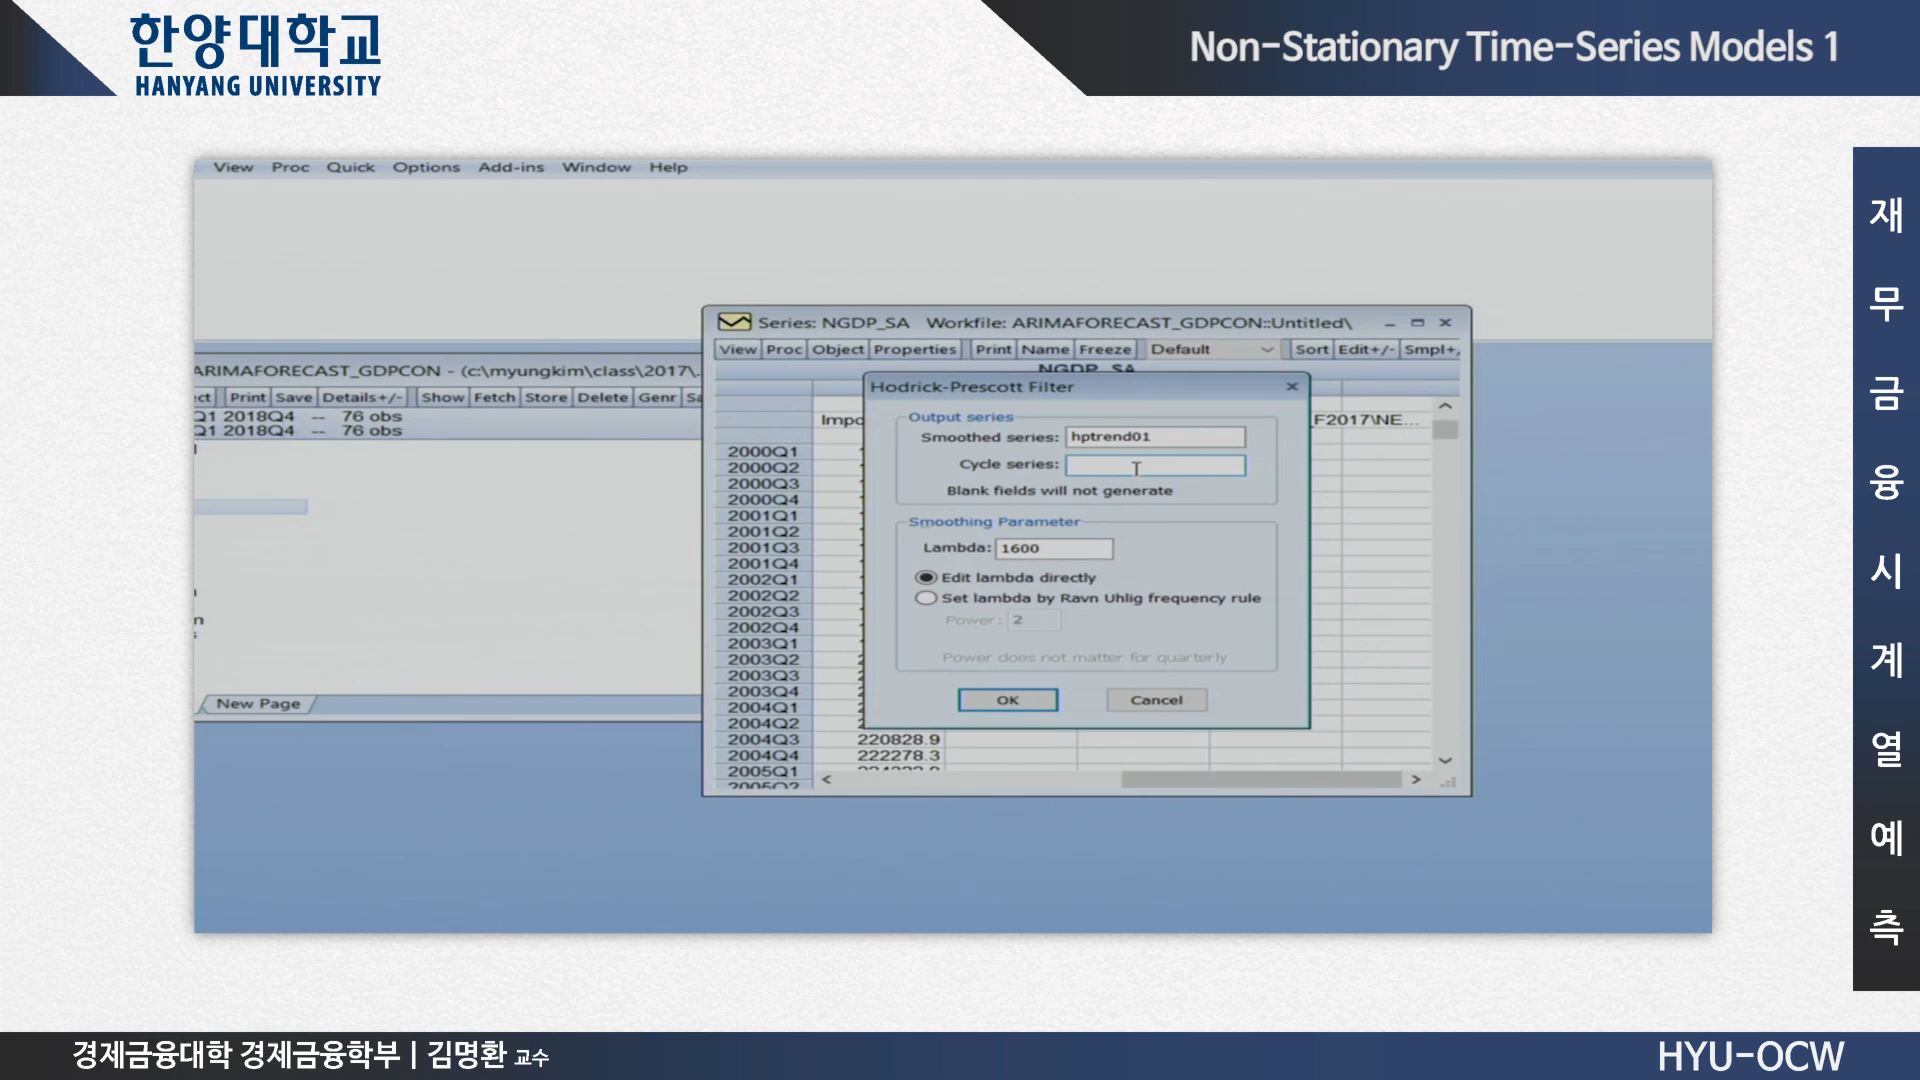 한양대학교
HANYANG UNIVERSITY
Non-Stationary Time-Series Models 1
View Proc Quick Options Add-ins Window Help
ARIMAFORECAST_GDPCON - (c:\myungkim\class\2017\.
Print Save Details+/- Show Fetch Store Delete Genr
Q1 2018Q4 -- 76 obs
Q1 2018Q4 -- 76 obs
New Page
Series: NGDP_SA Workfile: ARIMAFORECAST_GDPCON::Untitled\
View Proc Object Properties Print Name Freeze Default Sort Edit+/- Smpl+/
NGDP_SA
Hodrick-Prescott Filter
Output series
Smoothed series: hptrend01
Cycle series:
Blank fields will not generate
Smoothing Parameter
Lambda: 1600
Edit lambda directly
Set lambda by Ravn Uhlig frequency rule
Power: 2
Power does not matter for quarterly
OK Cancel
Impo
_F2017\NE...
2000Q1
2000Q2
2000Q3
2000Q4
2001Q1
2001Q2
2001Q3
2001Q4
2002Q1
2002Q2
2002Q3
2002Q4
2003Q1
2003Q2
2003Q3
2003Q4
2004Q1
2004Q2
2004Q3 220828.9
2004Q4 222278.3
2005Q1
2005Q2
재
무
금
융
시
계
열
예
측
경제금융대학 경제금융학부 | 김명환 교수
HYU-OCW